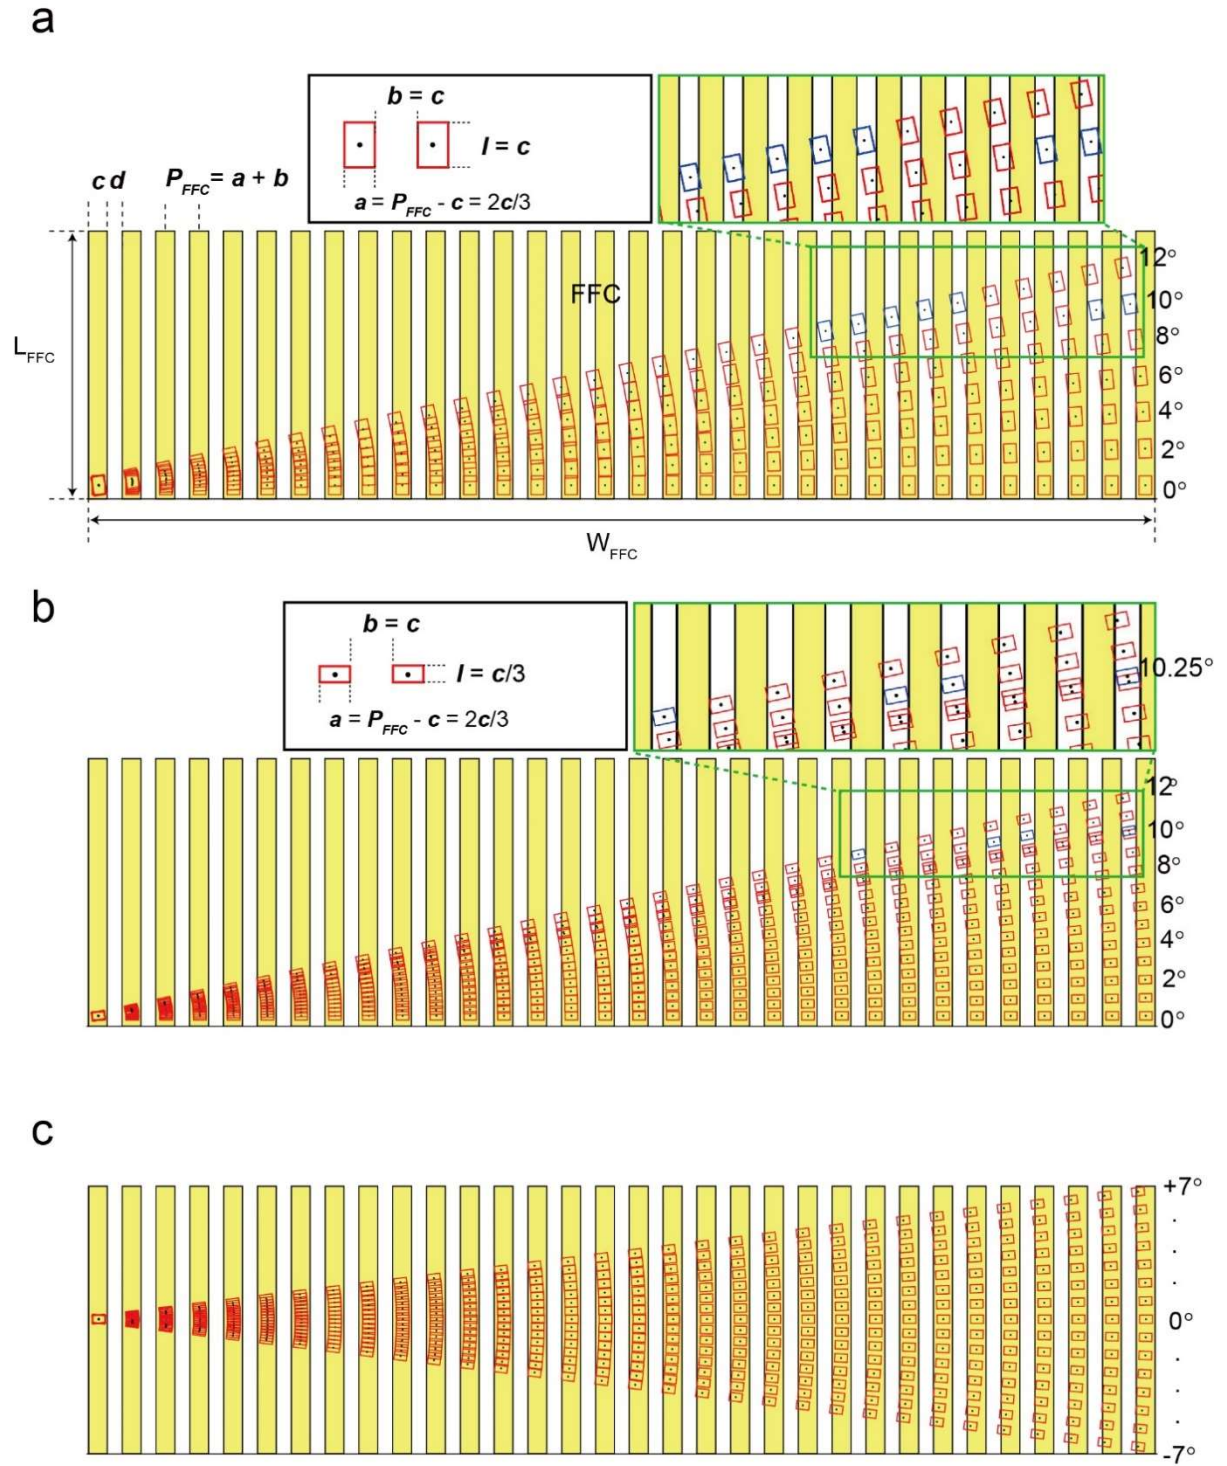 a
b = c
l = c
a = P_FFC - c = 2c/3
c d
P_FFC = a + b
FFC
12°
10°
8°
6°
4°
2°
0°
L_FFC
W_FFC
b
b = c
l = c/3
a = P_FFC - c = 2c/3
10.25°
12°
10°
8°
6°
4°
2°
0°
c
+7°
.
.
.
0°
.
.
.
-7°